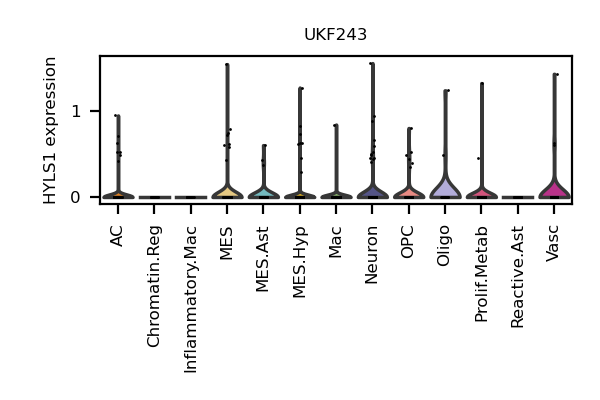 UKF243
HYLS1 expression
1
0
AC
Chromatin.Reg
Inflammatory.Mac
MES
MES.Ast
MES.Hyp
Mac
Neuron
OPC
Oligo
Prolif.Metab
Reactive.Ast
Vasc